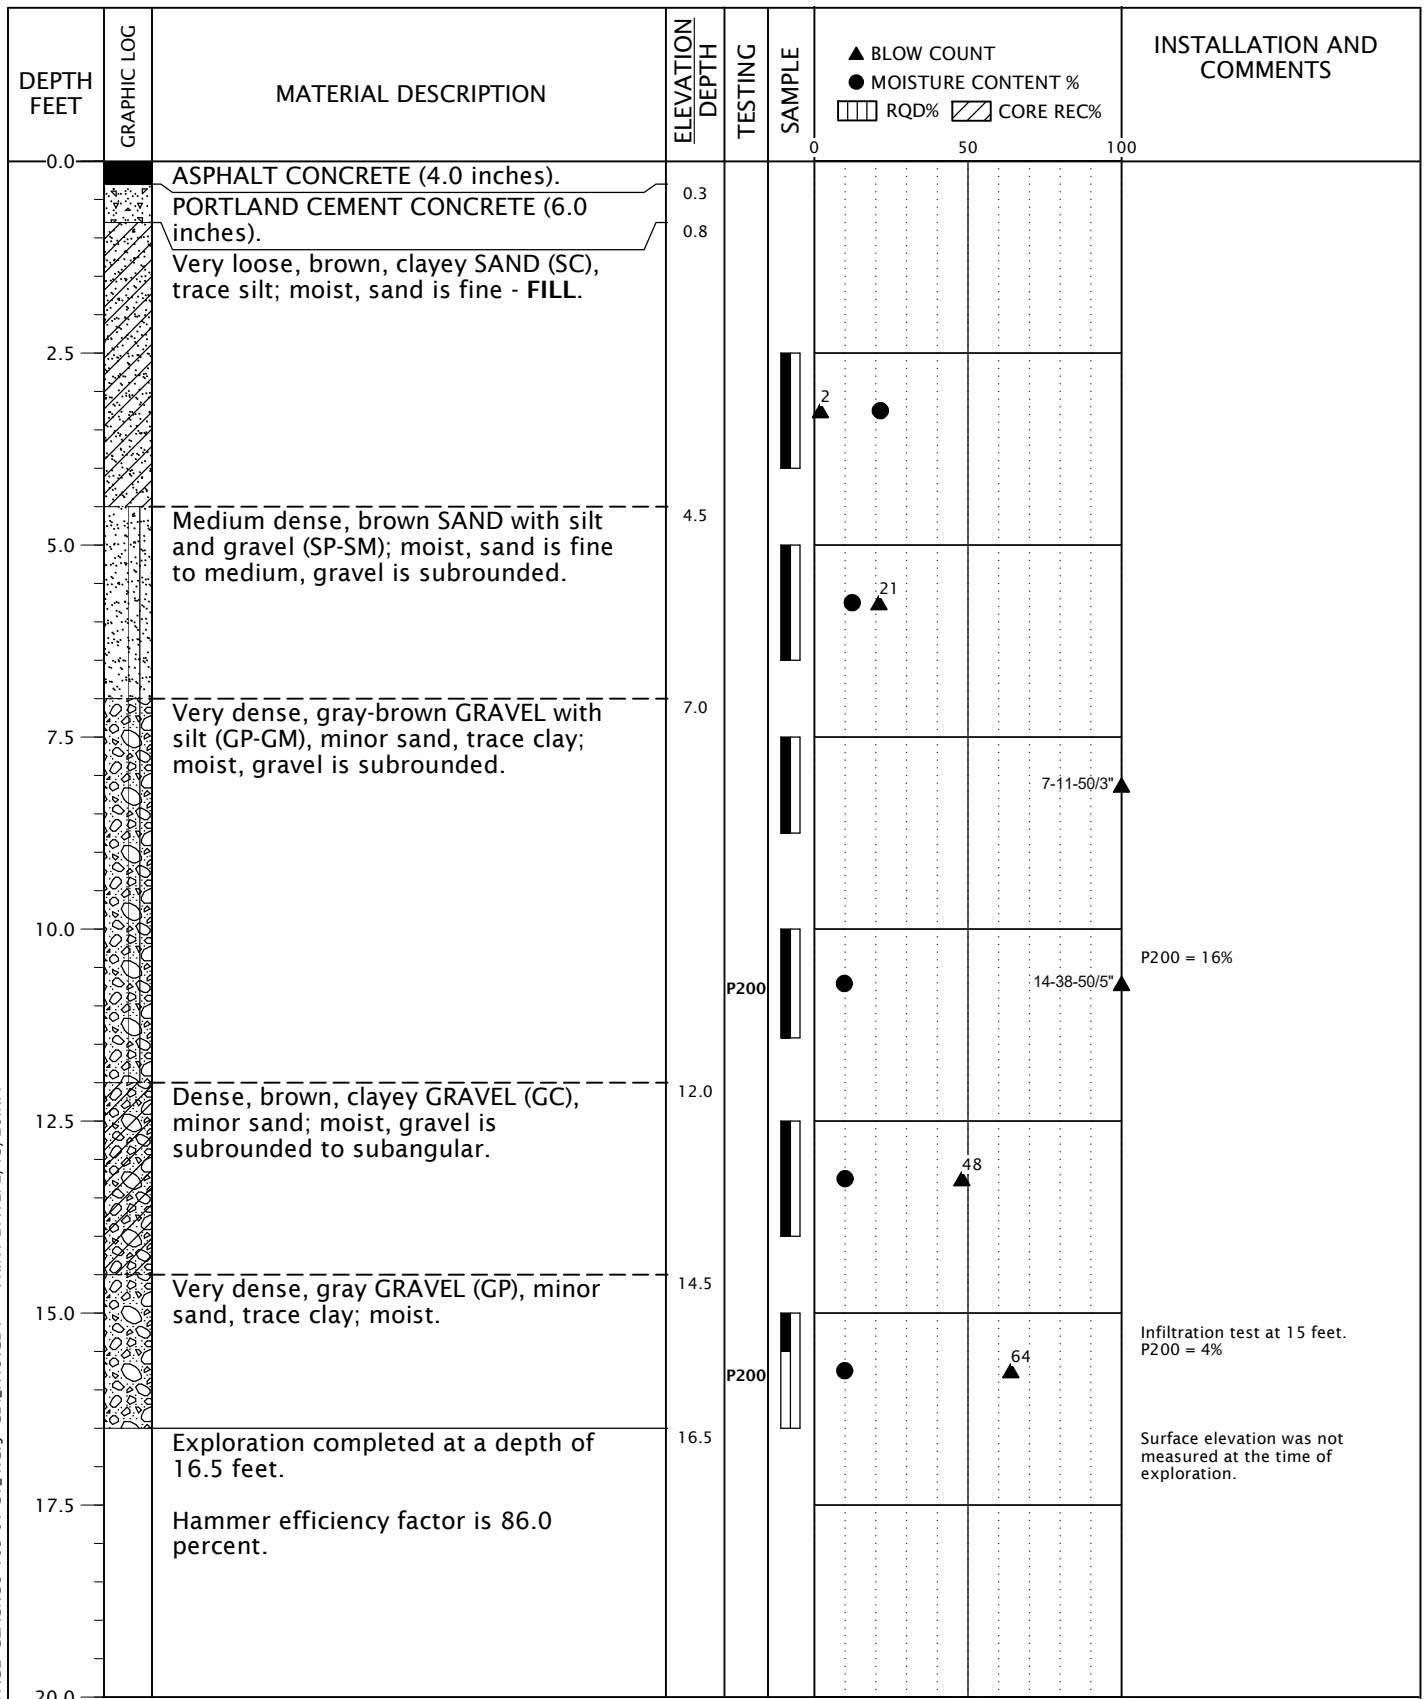 DEPTH
FEET
GRAPHIC LOG
MATERIAL DESCRIPTION
ELEVATION
DEPTH
TESTING
SAMPLE
▲ BLOW COUNT
● MOISTURE CONTENT %
RQD% CORE REC%
INSTALLATION AND
COMMENTS
0 50 100
0.0
ASPHALT CONCRETE (4.0 inches).
0.3
PORTLAND CEMENT CONCRETE (6.0
inches).
0.8
Very loose, brown, clayey SAND (SC),
trace silt; moist, sand is fine - FILL.
2.5
2
4.5
Medium dense, brown SAND with silt
and gravel (SP-SM); moist, sand is fine
to medium, gravel is subrounded.
5.0
21
7.0
Very dense, gray-brown GRAVEL with
silt (GP-GM), minor sand, trace clay;
moist, gravel is subrounded.
7.5
7-11-50/3"
10.0
P200 = 16%
P200
14-38-50/5"
12.0
Dense, brown, clayey GRAVEL (GC),
minor sand; moist, gravel is
subrounded to subangular.
12.5
48
14.5
Very dense, gray GRAVEL (GP), minor
sand, trace clay; moist.
15.0
Infiltration test at 15 feet.
P200 = 4%
64
P200
16.5
Exploration completed at a depth of
16.5 feet.
Surface elevation was not
measured at the time of
exploration.
17.5
Hammer efficiency factor is 86.0
percent.
20.0